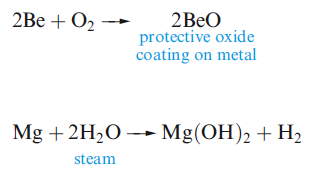 2Be + O₂ → 2BeO
protective oxide
coating on metal
Mg + 2H₂O → Mg(OH)₂ + H₂
steam